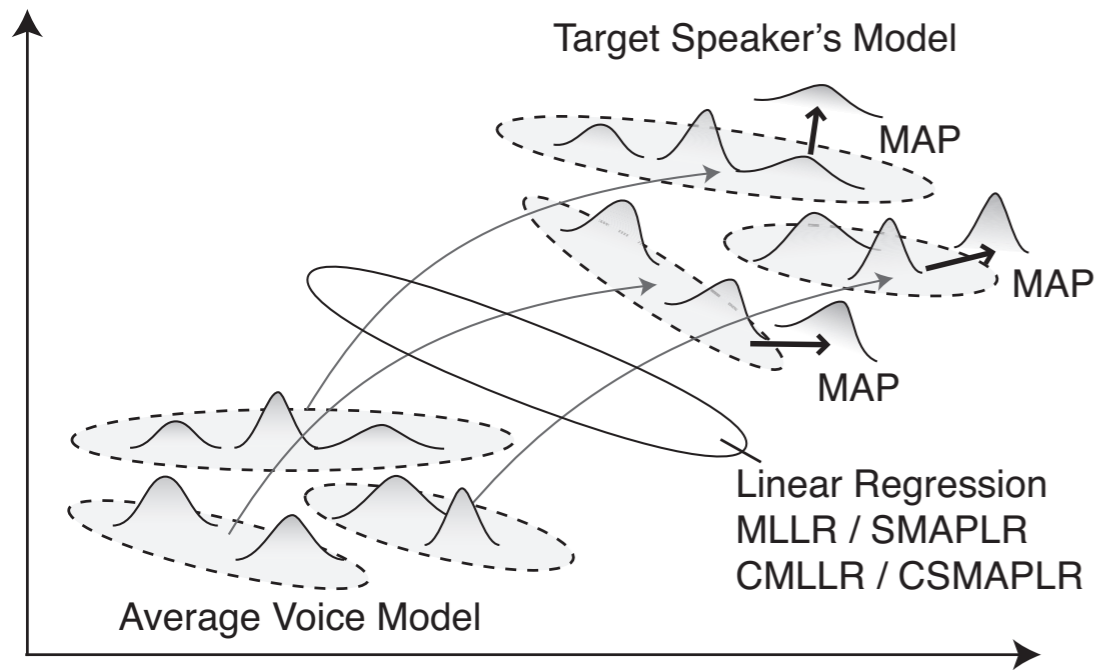 Target Speaker's Model
MAP
MAP
MAP
Linear Regression
MLLR / SMAPLR
CMLLR / CSMAPLR
Average Voice Model